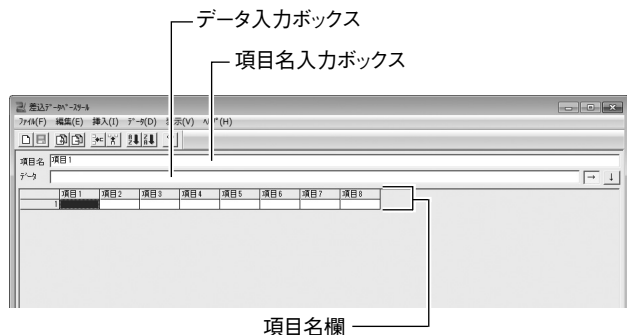 データ入力ボックス
項目名入力ボックス
差込データベースツール
ファイル(F) 編集(E) 挿入(I) データ(D) 表示(V) ヘルプ(H)
項目名 項目1
データ → ↓
項目1 項目2 項目3 項目4 項目5 項目6 項目7 項目8
1
項目名欄